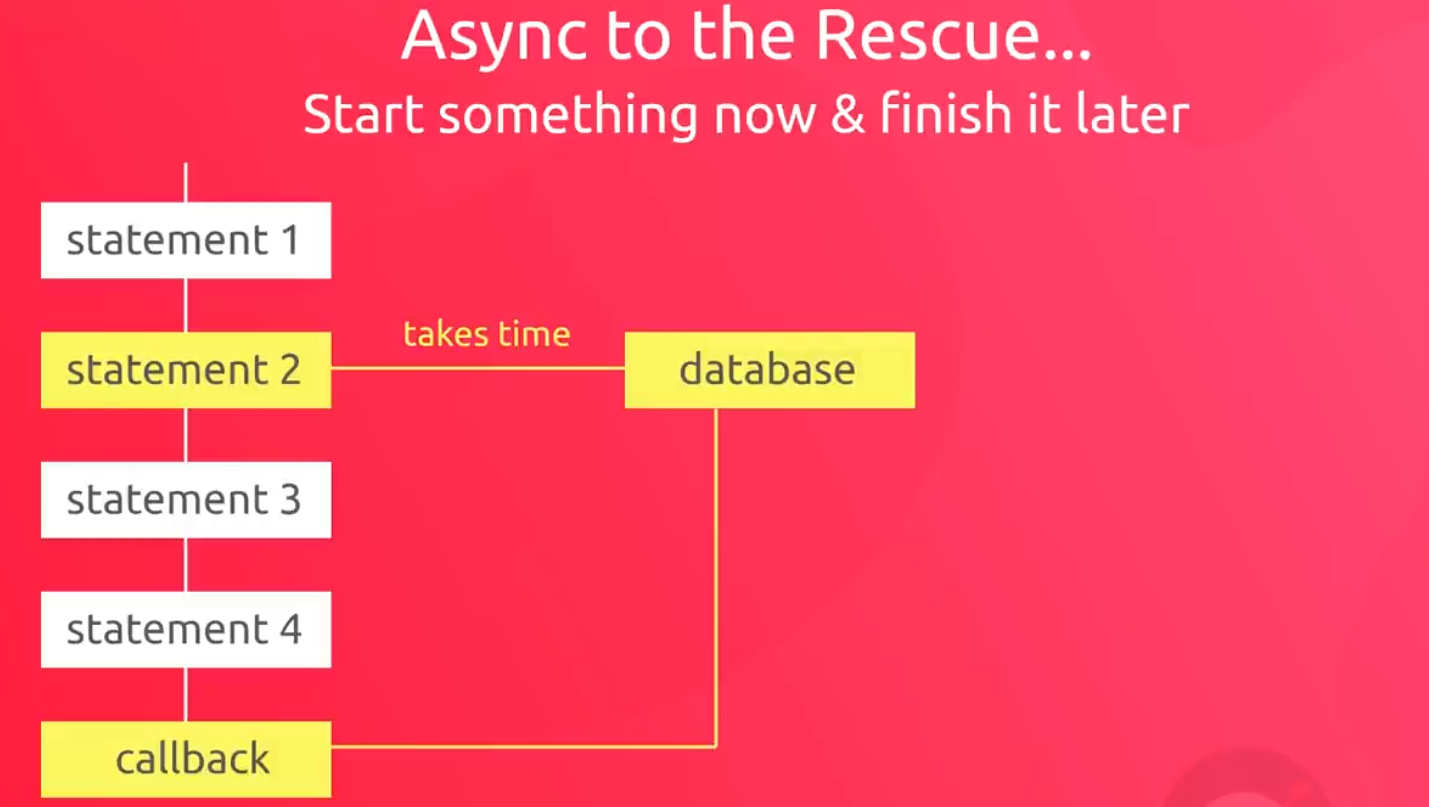 Async to the Rescue...
Start something now & finish it later
statement 1
takes time
statement 2
database
statement 3
statement 4
callback